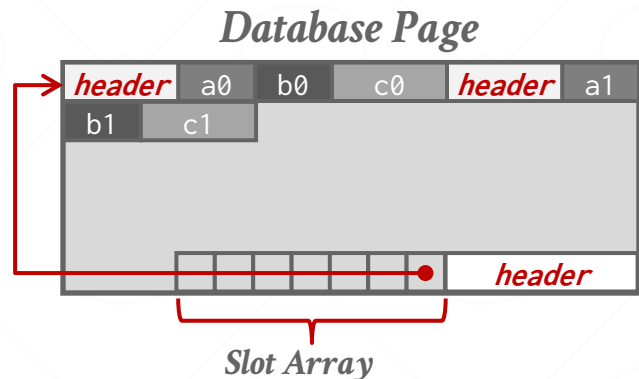 Database Page
header a0 b0 c0 header a1
b1 c1
header
Slot Array